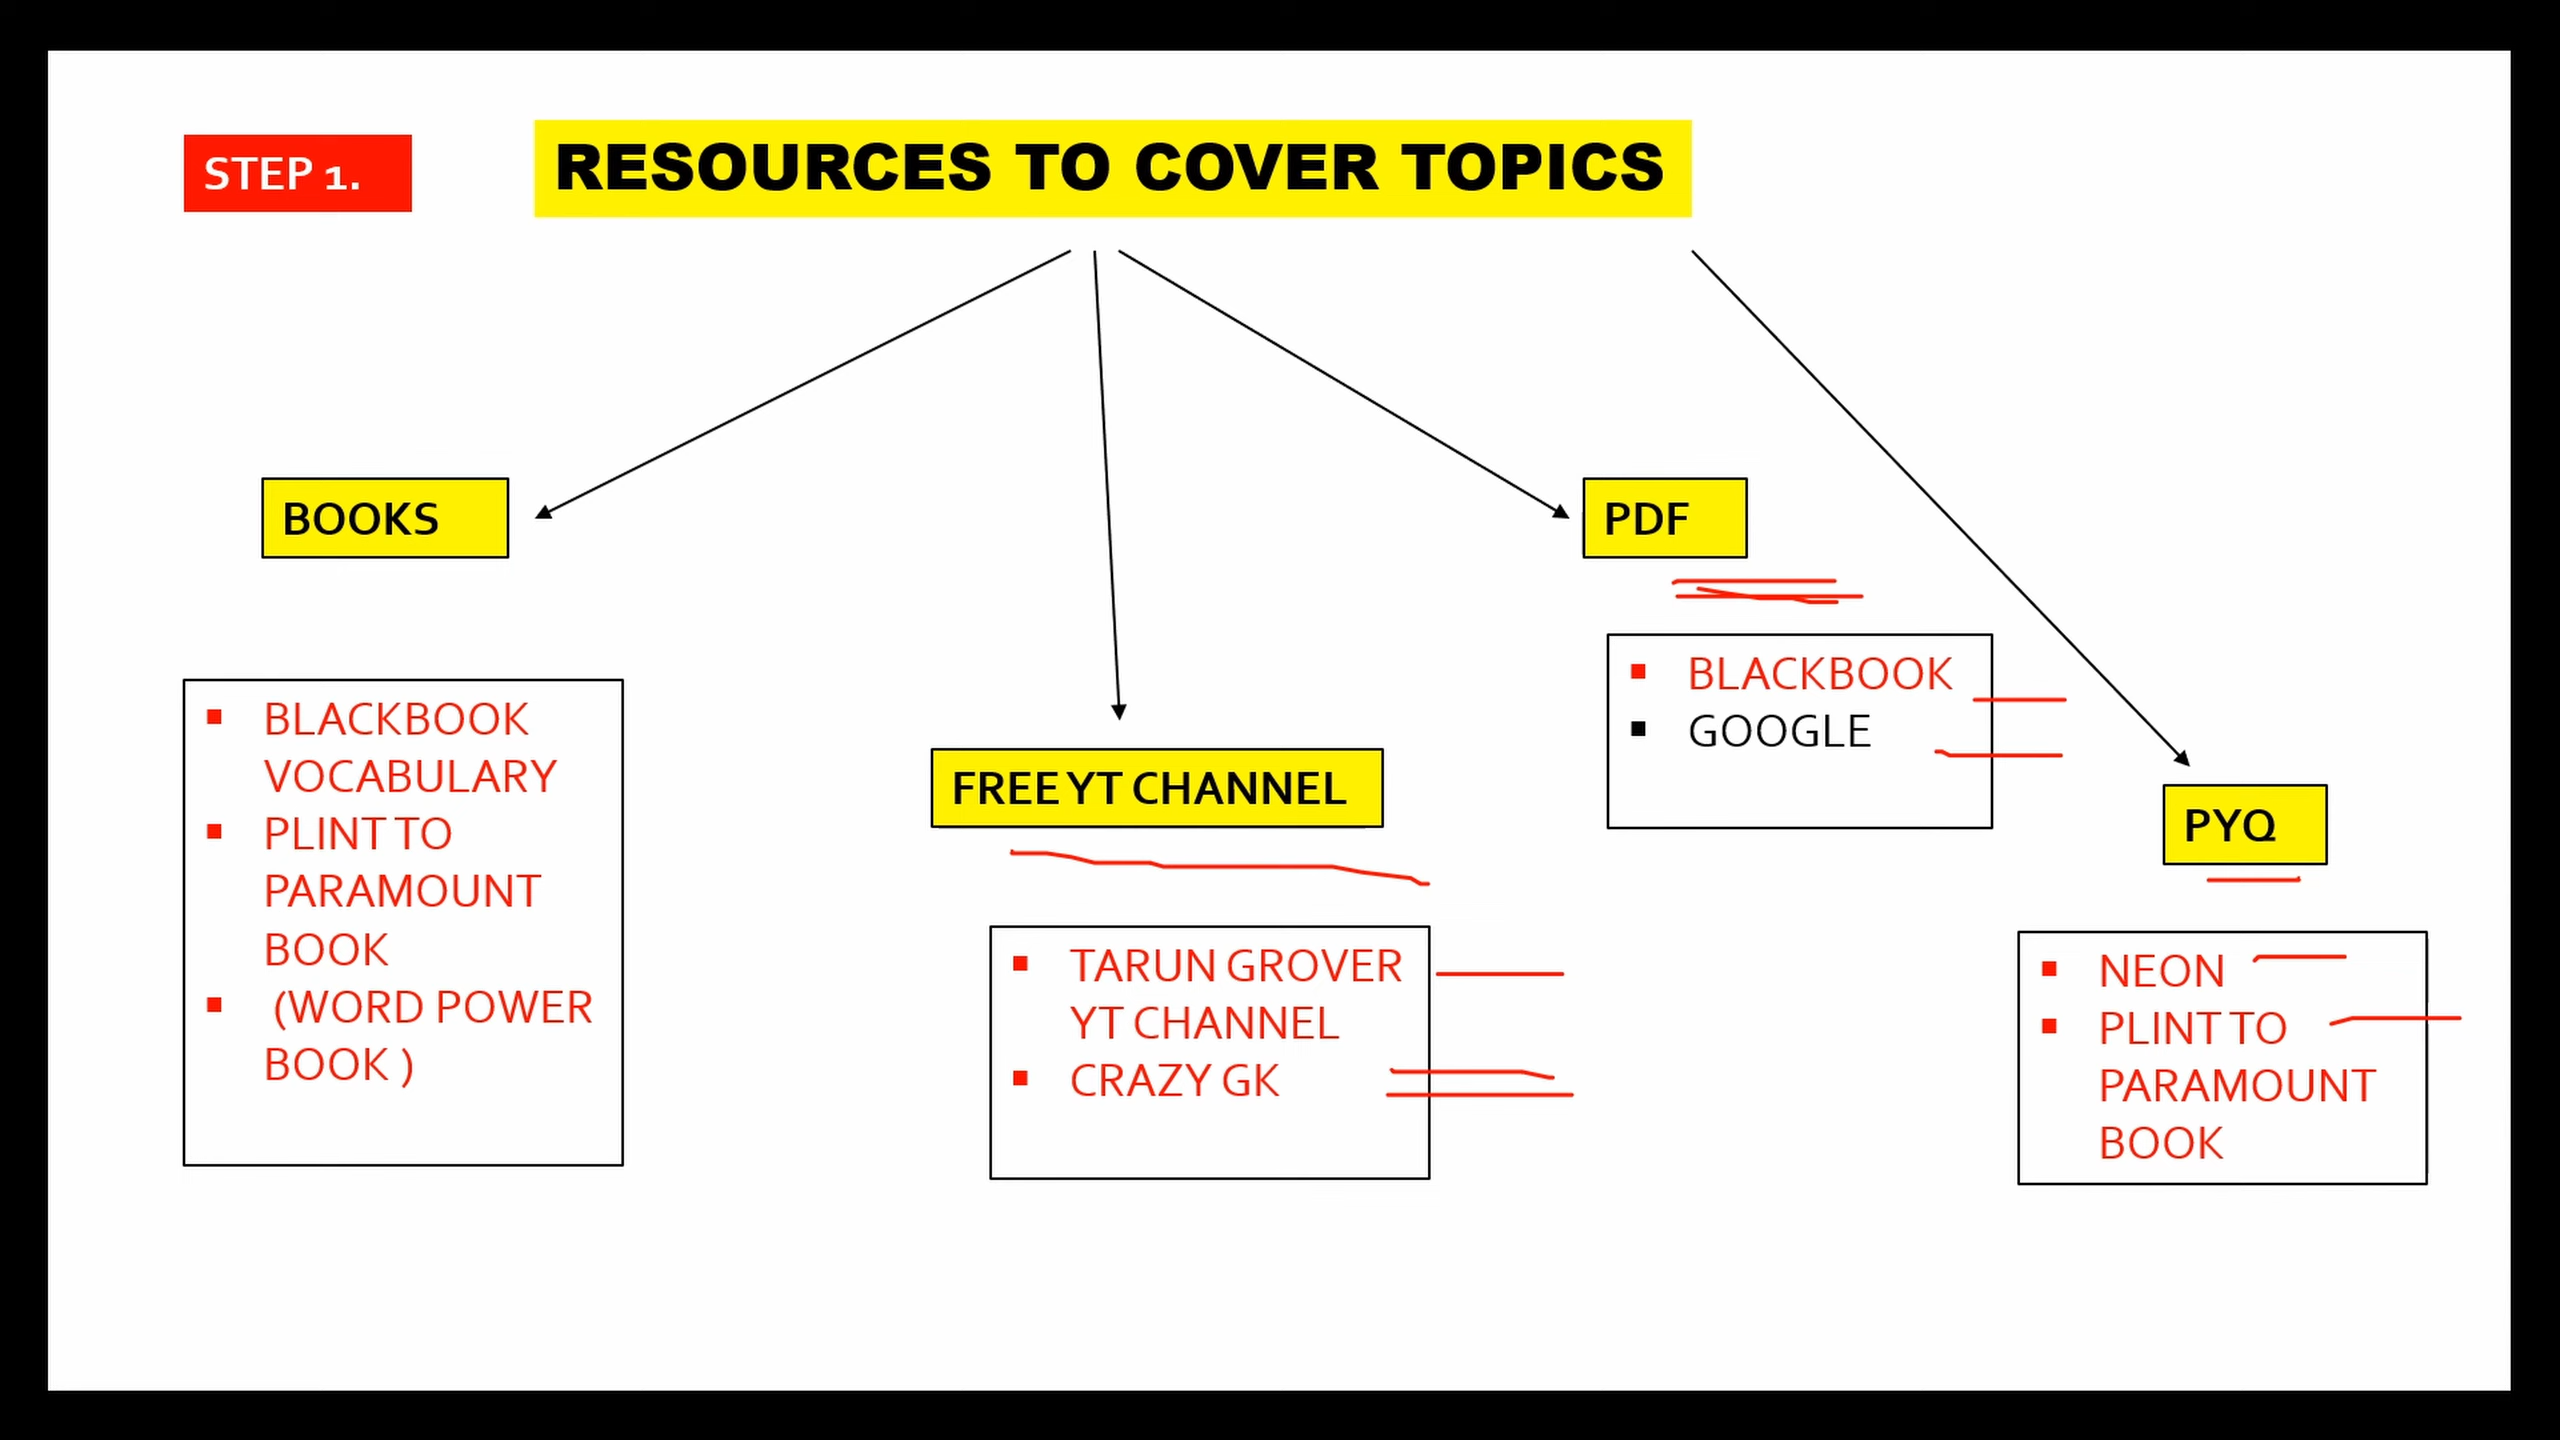 STEP 1.
RESOURCES TO COVER TOPICS
BOOKS
BLACKBOOK
VOCABULARY
PLINT TO
PARAMOUNT
BOOK
(WORD POWER
BOOK )
FREE YT CHANNEL
TARUN GROVER
YT CHANNEL
CRAZY GK
PDF
BLACKBOOK
GOOGLE
PYQ
NEON
PLINT TO
PARAMOUNT
BOOK